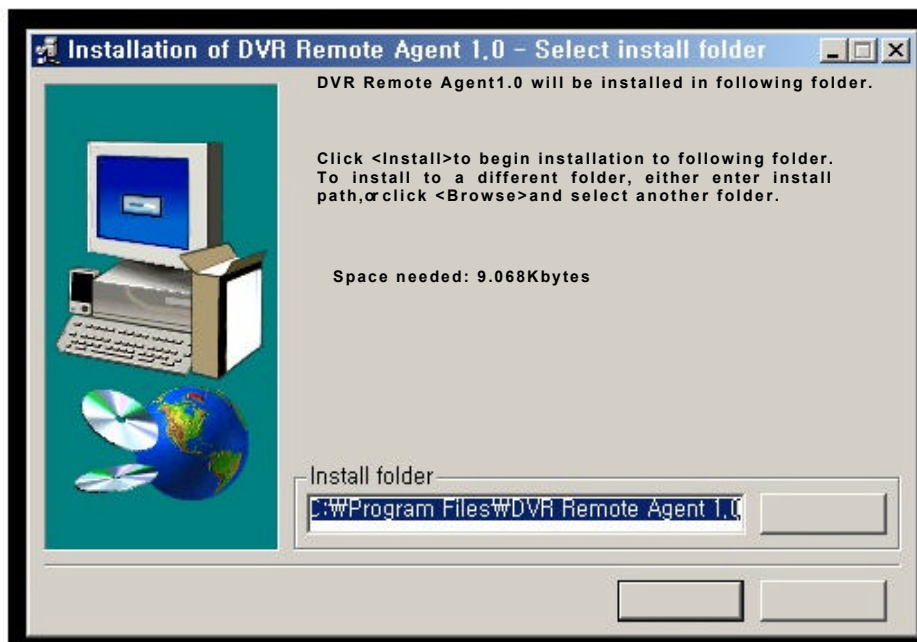 Installation of DVR Remote Agent 1.0 - Select install folder
DVR Remote Agent1.0 will be installed in following folder.
Click <Install>to begin installation to following folder.
To install to a different folder, either enter install
path,or click <Browse>and select another folder.
Space needed: 9.068Kbytes
Install folder
C:₩Program Files₩DVR Remote Agent 1.0